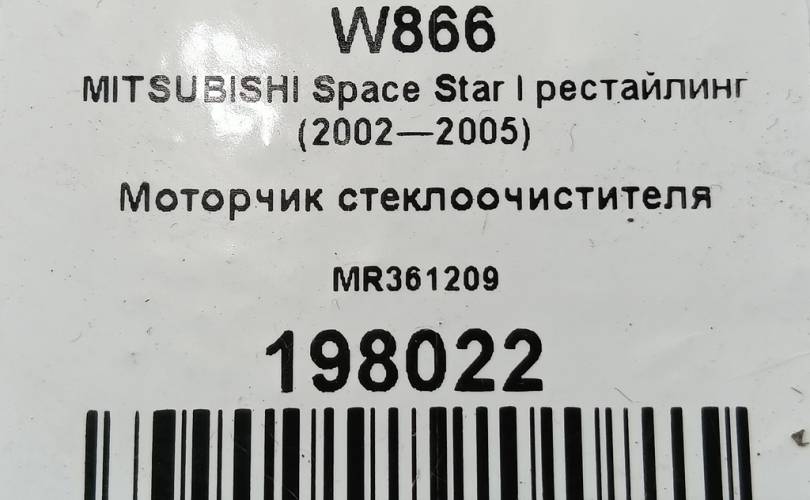 W866
MITSUBISHI Space Star I рестайлинг
(2002—2005)
Моторчик стеклоочистителя
MR361209
198022